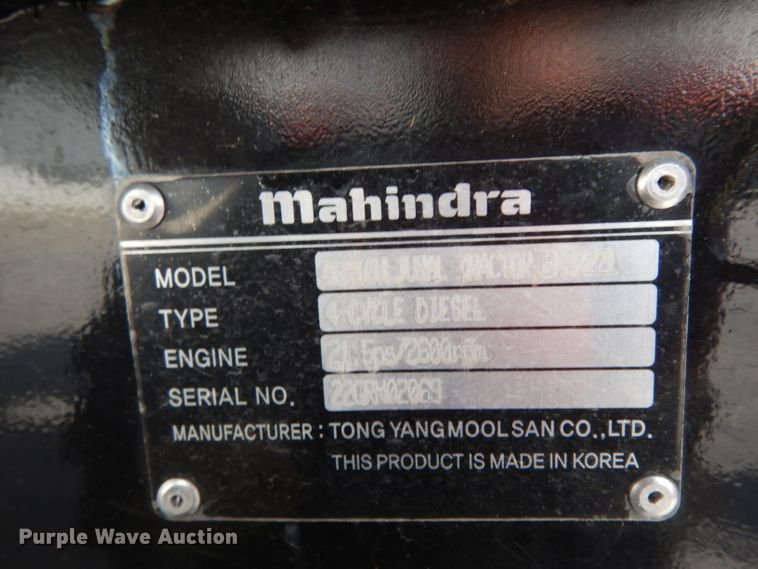 mahindra
MODEL
TYPE 4-CYCLE DIESEL
ENGINE
SERIAL NO.
MANUFACTURER : TONG YANG MOOL SAN CO.,LTD.
THIS PRODUCT IS MADE IN KOREA
Purple Wave Auction